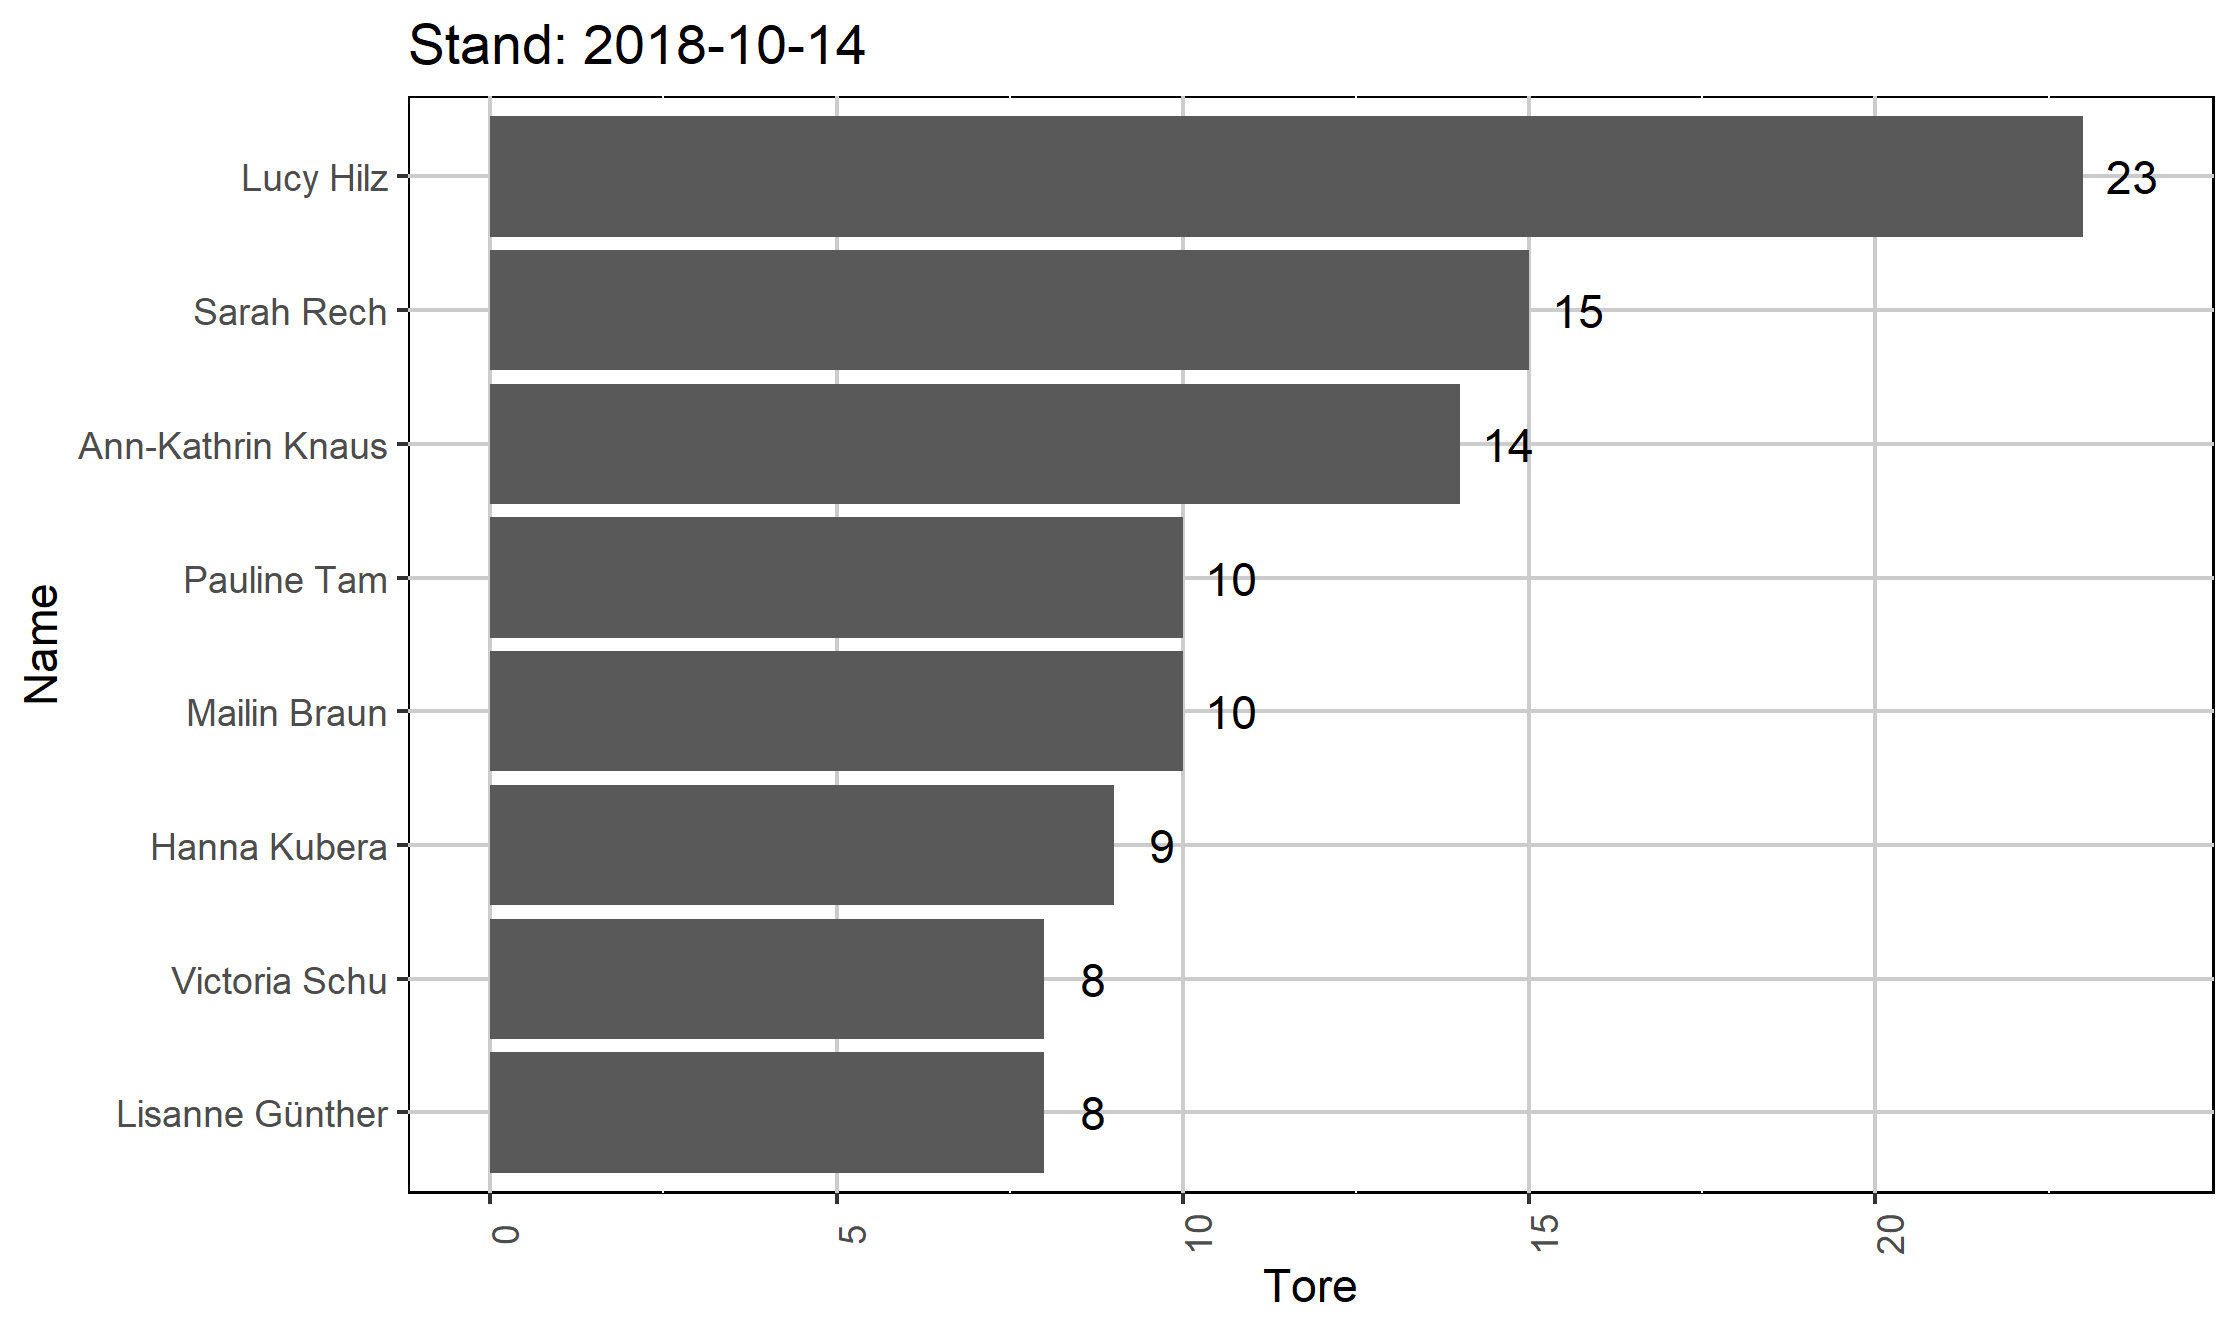 Stand: 2018-10-14
Lucy Hilz
23
Sarah Rech
15
Ann-Kathrin Knaus
14
Pauline Tam
10
Mailin Braun
10
Hanna Kubera
9
Victoria Schu
8
Lisanne Günther
8
Name
0
5
10
15
20
Tore